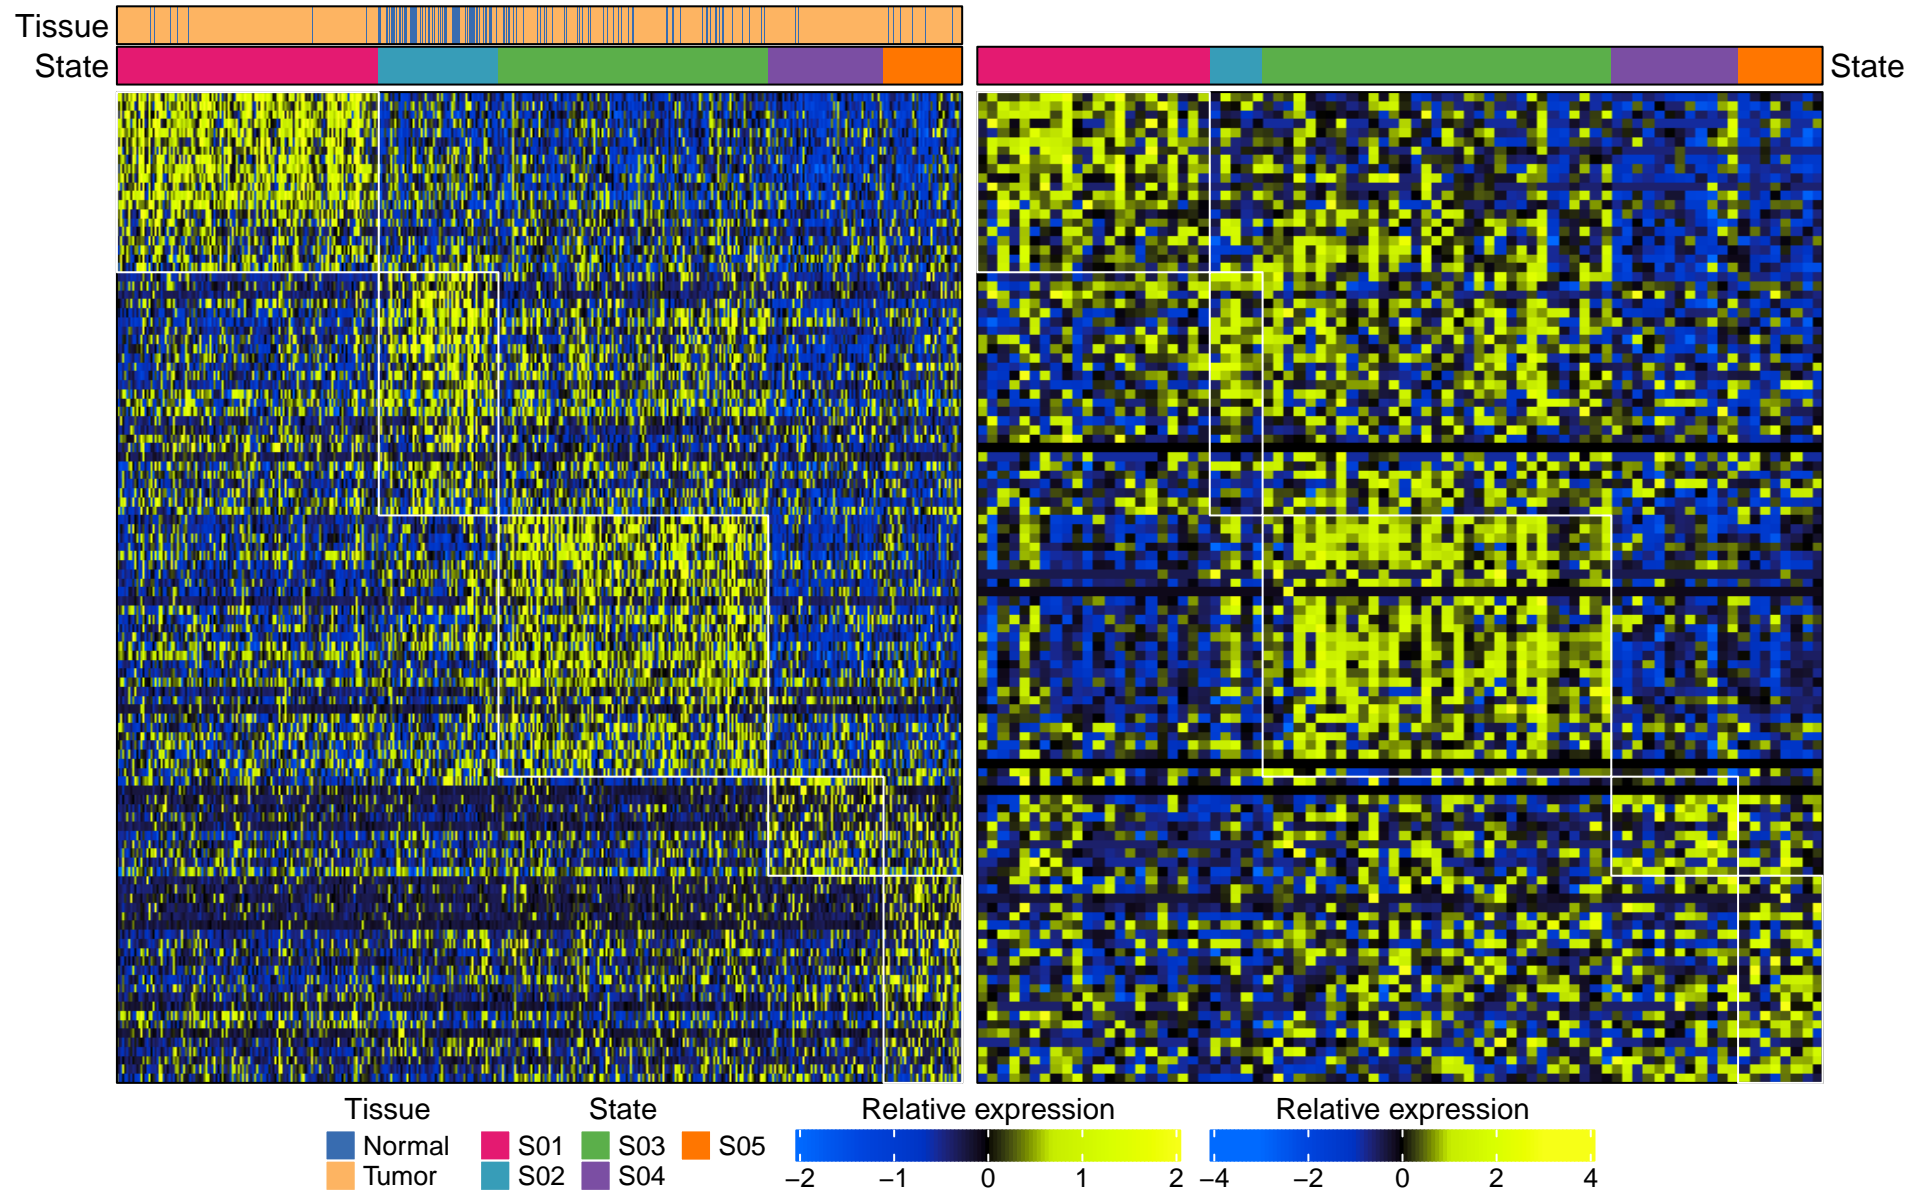 Tissue
State
State
Tissue
State
Relative expression
Relative expression
Normal
S01
S03
S05
Tumor
S02
S04
−2 −1 0 1 2
−4 −2 0 2 4